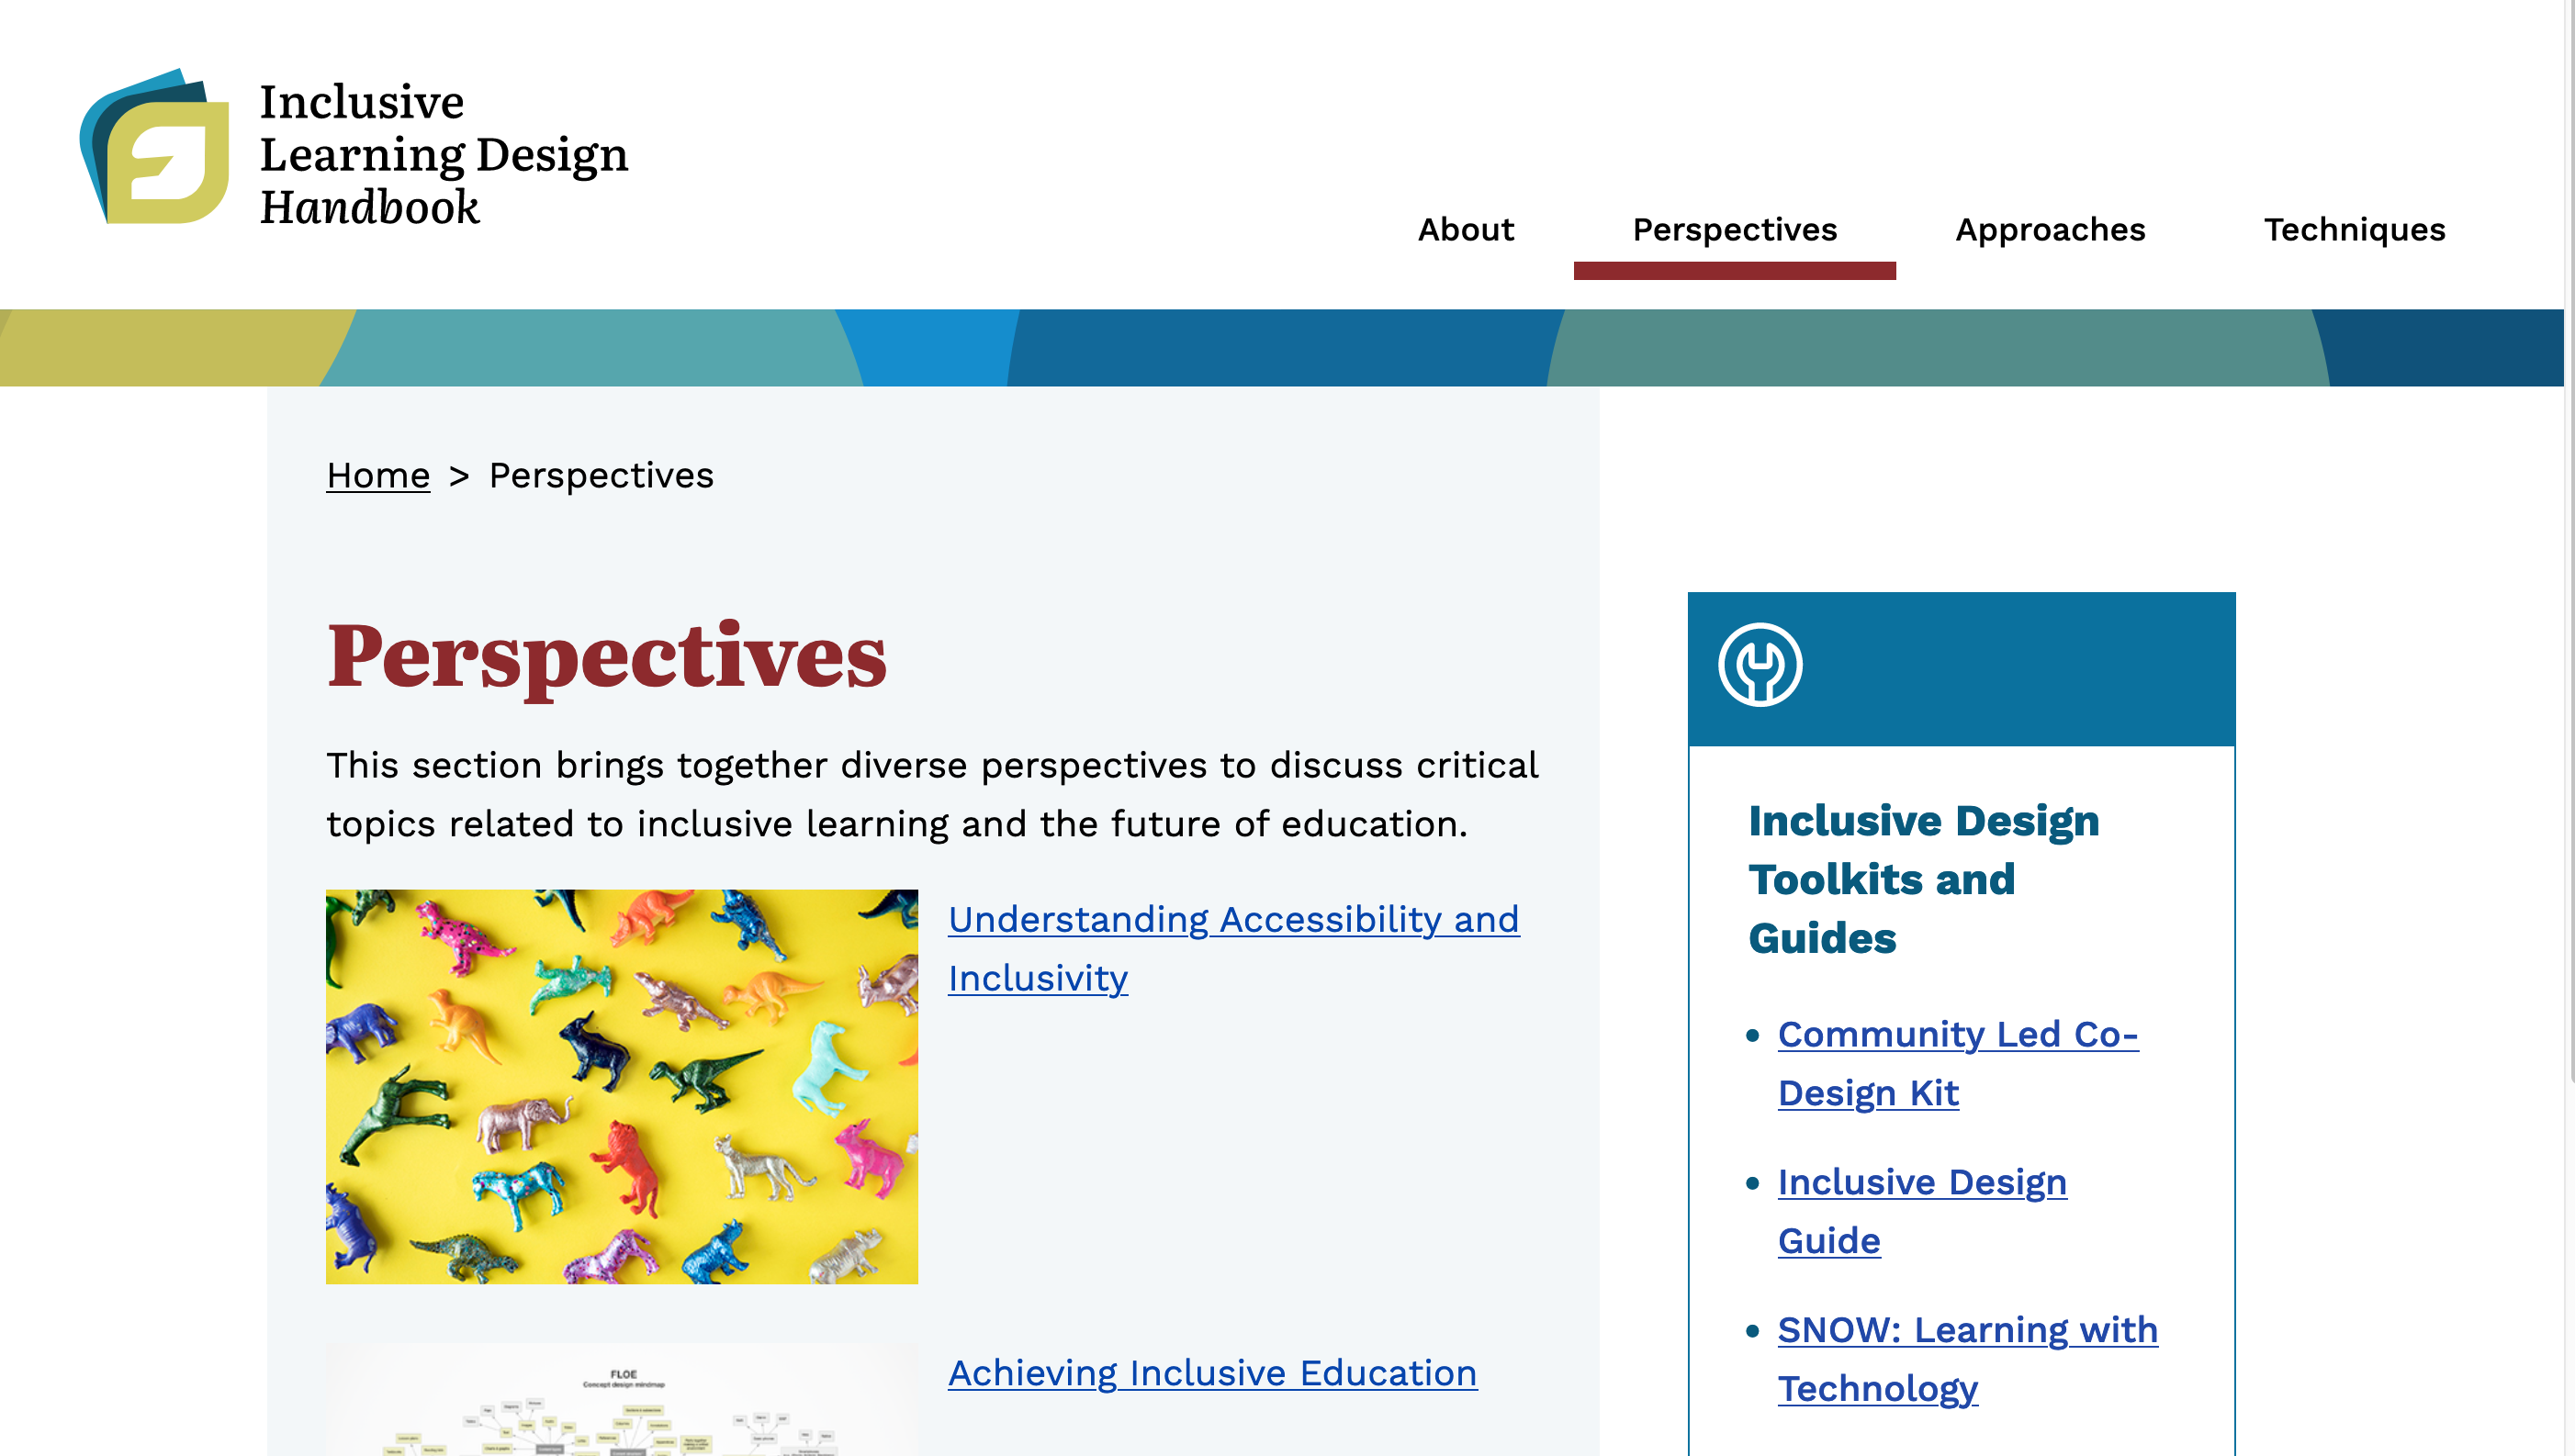 Inclusive
Learning Design
Handbook
About
Perspectives
Approaches
Techniques
Home > Perspectives
Perspectives
This section brings together diverse perspectives to discuss critical
topics related to inclusive learning and the future of education.
Understanding Accessibility and
Inclusivity
FLOE
Concept design mindmap
Achieving Inclusive Education
Inclusive Design
Toolkits and
Guides
Community Led Co-
Design Kit
Inclusive Design
Guide
SNOW: Learning with
Technology